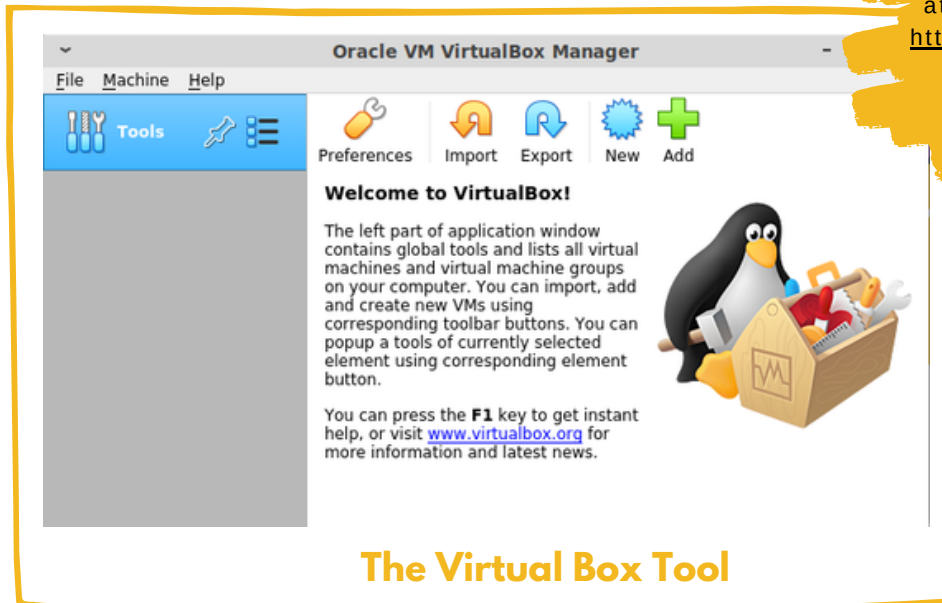 at
htt
Oracle VM VirtualBox Manager
File Machine Help
Tools
Preferences Import Export New Add
Welcome to VirtualBox!
The left part of application window
contains global tools and lists all virtual
machines and virtual machine groups
on your computer. You can import, add
and create new VMs using
corresponding toolbar buttons. You can
popup a tools of currently selected
element using corresponding element
button.
You can press the F1 key to get instant
help, or visit www.virtualbox.org for
more information and latest news.
The Virtual Box Tool